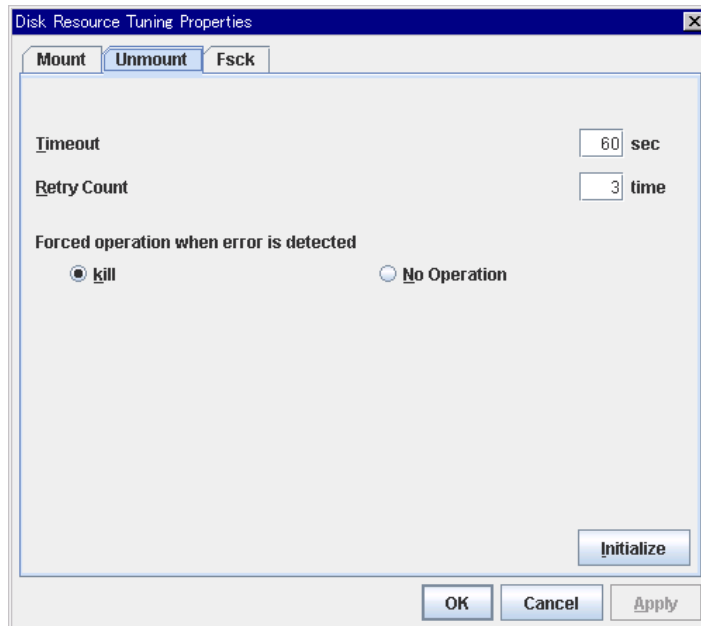 Disk Resource Tuning Properties
Mount Unmount Fsck
Timeout 60 sec
Retry Count 3 time
Forced operation when error is detected
kill No Operation
Initialize
OK Cancel Apply